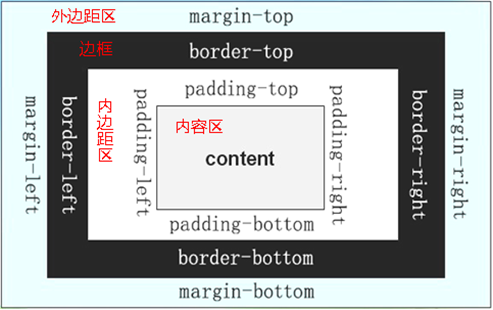 外边距区
margin-top
边框
border-top
margin-left
border-left
内边距区
padding-left
padding-top
内容区
content
padding-right
border-right
margin-right
padding-bottom
border-bottom
margin-bottom